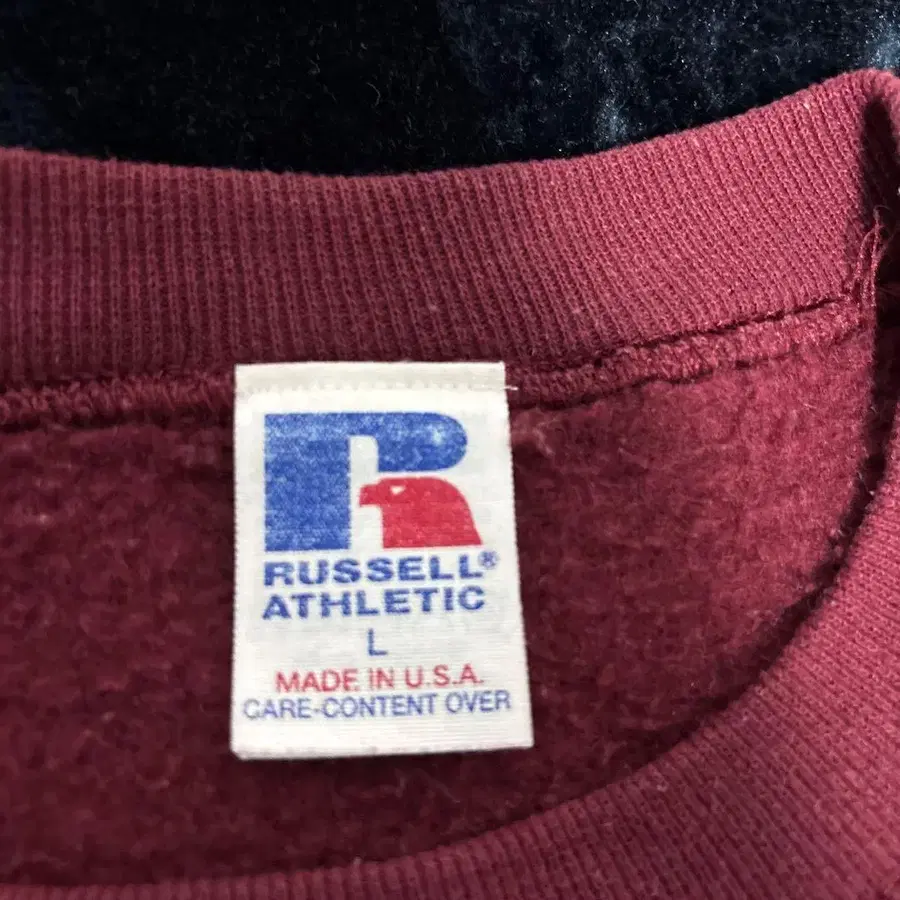 R
RUSSELL®
ATHLETIC
L
MADE IN U.S.A.
CARE-CONTENT OVER